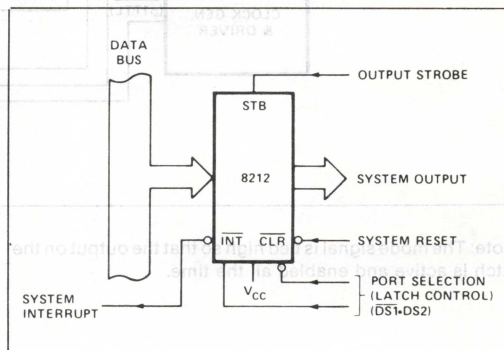 CLOCK GEN.
& DRIVER
DATA
BUS
OUTPUT STROBE
STB
8212
SYSTEM OUTPUT
ote: The mode signal is tied high so that the output on the
tch is active and enabled all the time.
INT CLR
SYSTEM RESET
SYSTEM
INTERRUPT
VCC
PORT SELECTION
(LATCH CONTROL)
(DS1•DS2)